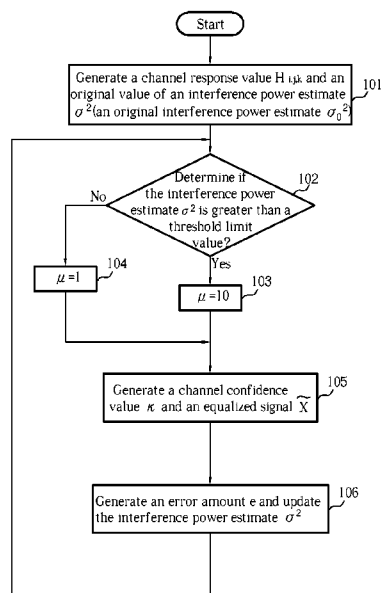 Start
Generate a channel response value H i,j,k and an
original value of an interference power estimate
σ²(an original interference power estimate σ₀²)
101
Determine if
the interference power
estimate σ² is greater than a
threshold limit
value?
102
No
Yes
μ=1
104
μ=10
103
Generate a channel confidence
value κ and an equalized signal X̃
105
Generate an error amount e and update
the interference power estimate σ²
106